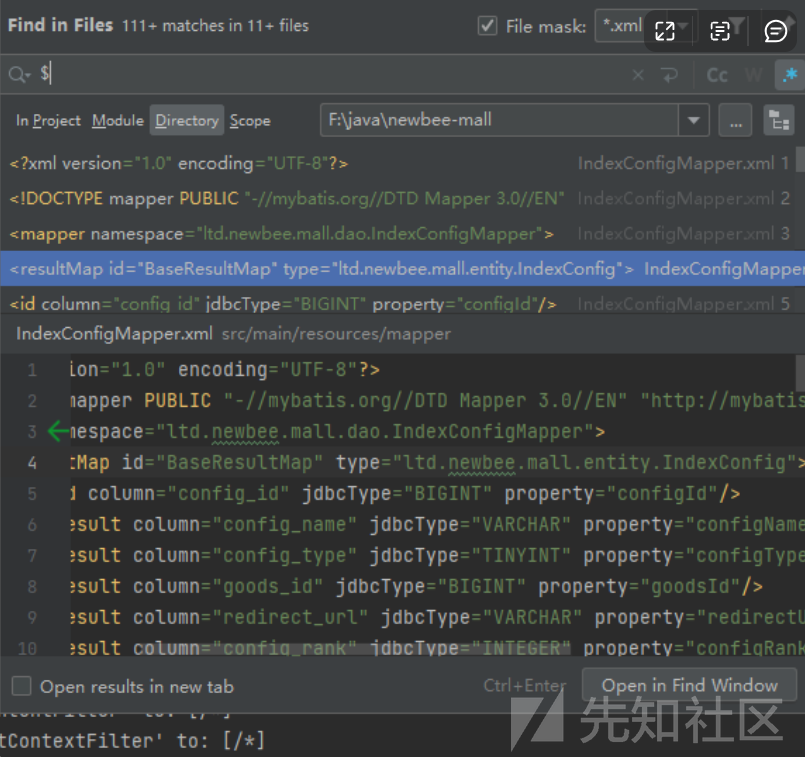 Find in Files 111+ matches in 11+ files
File mask: *.xml
$
Cc W .*
In Project Module Directory Scope F:\java\newbee-mall ...
<?xml version="1.0" encoding="UTF-8"?> IndexConfigMapper.xml 1
<!DOCTYPE mapper PUBLIC "-//mybatis.org//DTD Mapper 3.0//EN" IndexConfigMapper.xml 2
<mapper namespace="ltd.newbee.mall.dao.IndexConfigMapper"> IndexConfigMapper.xml 3
<resultMap id="BaseResultMap" type="ltd.newbee.mall.entity.IndexConfig"> IndexConfigMapper
<id column="config_id" jdbcType="BIGINT" property="configId"/> IndexConfigMapper.xml 5
IndexConfigMapper.xml src/main/resources/mapper
1 ion="1.0" encoding="UTF-8"?>
2 mapper PUBLIC "-//mybatis.org//DTD Mapper 3.0//EN" "http://mybatis
3 mespace="ltd.newbee.mall.dao.IndexConfigMapper">
4 tMap id="BaseResultMap" type="ltd.newbee.mall.entity.IndexConfig">
5 d column="config_id" jdbcType="BIGINT" property="configId"/>
6 esult column="config_name" jdbcType="VARCHAR" property="configName
7 esult column="config_type" jdbcType="TINYINT" property="configType
8 esult column="goods_id" jdbcType="BIGINT" property="goodsId"/>
9 esult column="redirect_url" jdbcType="VARCHAR" property="redirectU
10 esult column="config_rank" jdbcType="INTEGER" property="configRank
Open results in new tab Ctrl+Enter Open in Find Window
先知社区
tContextFilter' to: [/*]